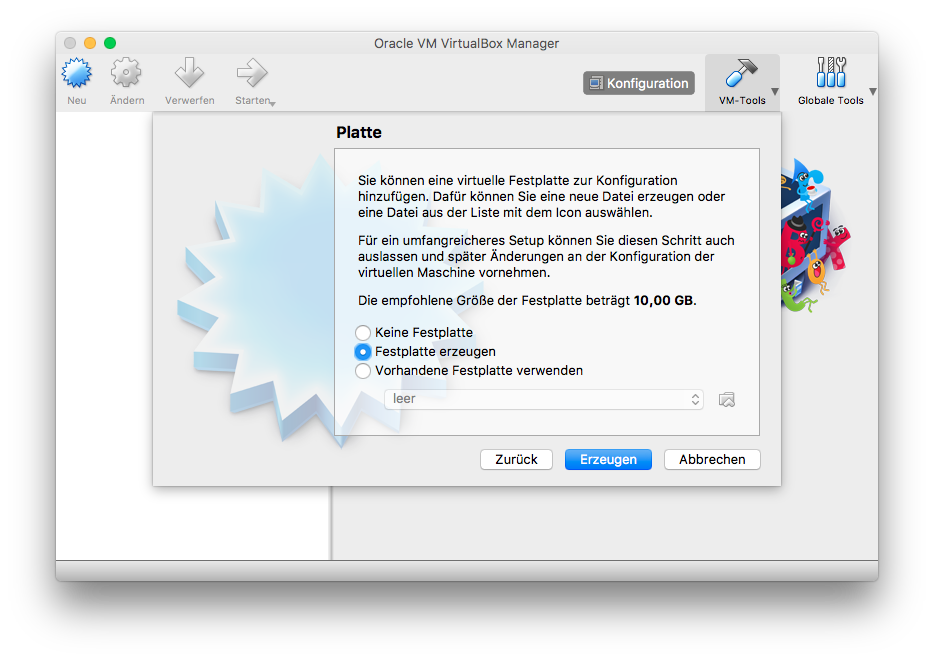 Oracle VM VirtualBox Manager
Neu
Ändern
Verwerfen
Starten
Konfiguration
VM-Tools
Globale Tools
Platte
Sie können eine virtuelle Festplatte zur Konfiguration
hinzufügen. Dafür können Sie eine neue Datei erzeugen oder
eine Datei aus der Liste mit dem Icon auswählen.
Für ein umfangreicheres Setup können Sie diesen Schritt auch
auslassen und später Änderungen an der Konfiguration der
virtuellen Maschine vornehmen.
Die empfohlene Größe der Festplatte beträgt 10,00 GB.
Keine Festplatte
Festplatte erzeugen
Vorhandene Festplatte verwenden
leer
Zurück
Erzeugen
Abbrechen